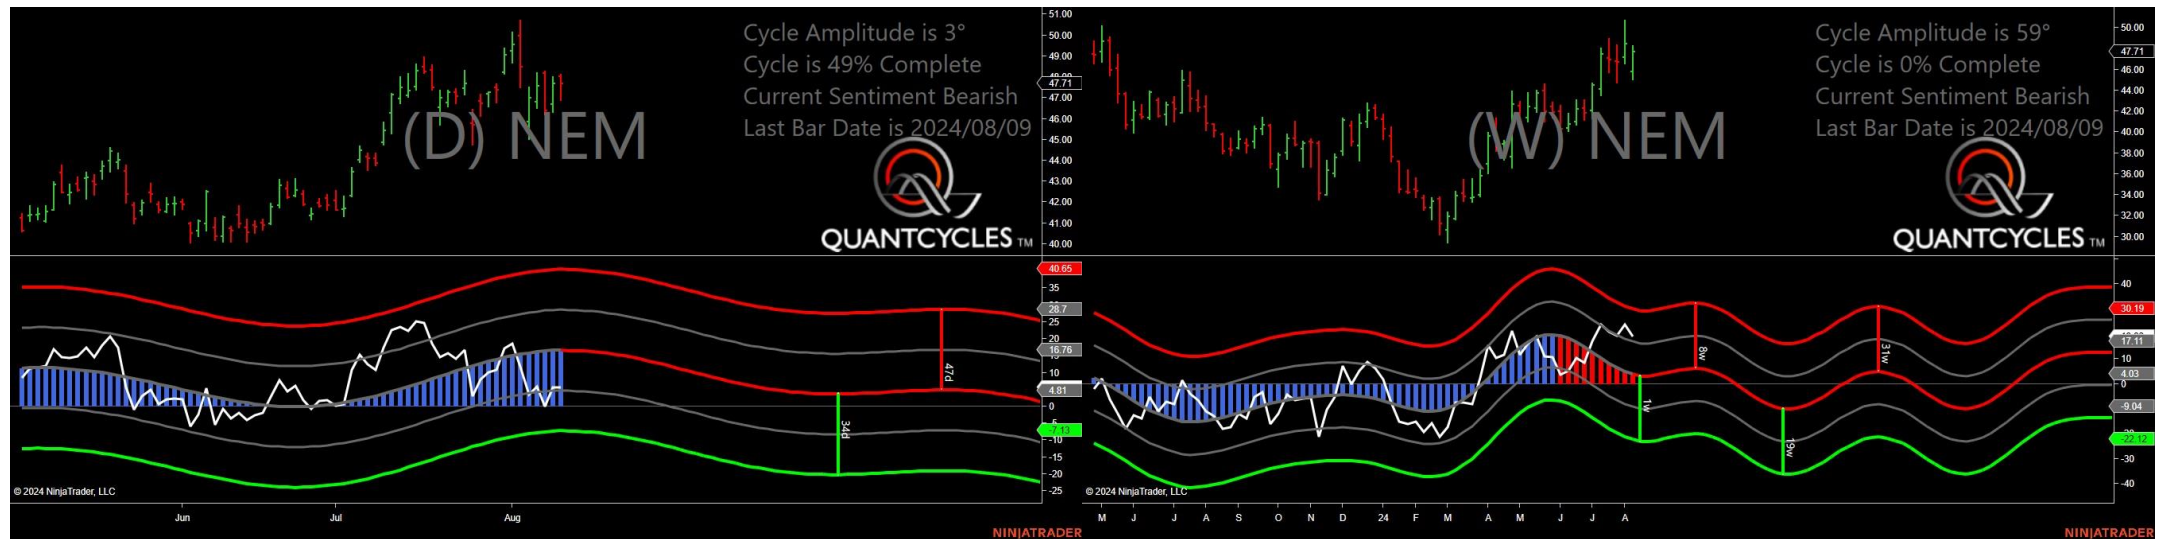 Cycle Amplitude is 3°
Cycle is 49% Complete
Current Sentiment Bearish
Last Bar Date is 2024/08/09
(D) NEM
QUANTCYCLES TM
51.00
50.00
49.00
47.71
47.00
46.00
45.00
44.00
43.00
42.00
41.00
40.00
40.65
35
28.7
25
16.76
10
4.81
0
-7.13
-10
-15
-20
-25
47d
34d
© 2024 NinjaTrader, LLC
Jun Jul Aug
NINJATRADER
Cycle Amplitude is 59°
Cycle is 0% Complete
Current Sentiment Bearish
Last Bar Date is 2024/08/09
(W) NEM
QUANTCYCLES TM
50.00
47.71
46.00
44.00
42.00
40.00
38.00
36.00
34.00
32.00
30.00
40
30.19
20
17.11
10
4.03
0
-9.04
-22.12
-30
-40
8w
31w
1w
19w
© 2024 NinjaTrader, LLC
M J J A S O N D 24 F M A M J J A
NINJATRADER